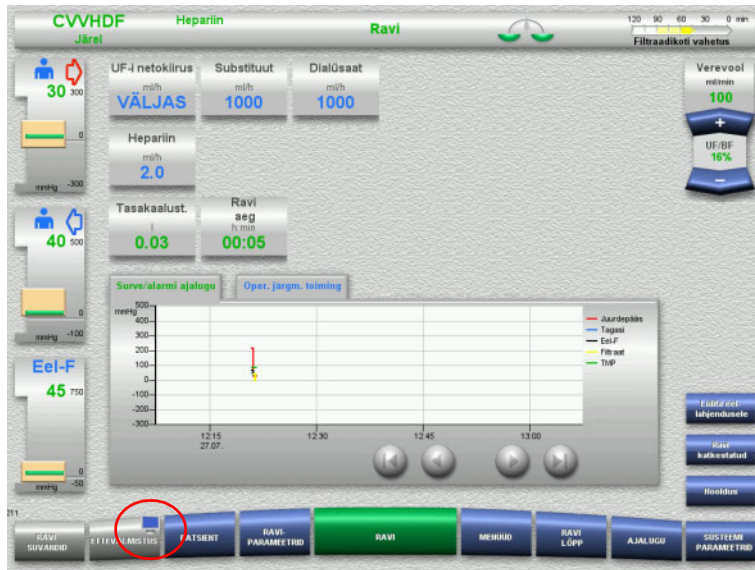 CVVHDF
Järel
Hepariin
Ravi
120 90 60 30 0 min
Filtraadikoti vahetus
30 300
0
mmHg -300
UF-i netokiirus
ml/h
VÄLJAS
Substituut
ml/h
1000
Dialüsaat
ml/h
1000
Verevool
ml/min
100
+
UF/BF
16%
–
Hepariin
ml/h
2.0
40 500
0
mmHg -100
Tasakaalust.
l
0.03
Ravi
aeg
h:min
00:05
Surve/alarmi ajalugu
Oper. järgm. toiming
mmHg
500
400
300
200
100
0
-100
-200
-300
12:15
27.07.
12:30
12:45
13:00
Juurdepääs
Tagasi
Eel-F
Filtraat
TMP
Eel-F
45 750
0
mmHg -50
lahjendusele
Ravi
katkestatud
Hooldus
211
RAVI
SUVANDID
ETTEVALMISTUS
PATSIENT
RAVI-
PARAMEETRID
RAVI
MENÜÜD
RAVI
LÕPP
AJALUGU
SÜSTEEMI
PARAMEETRID